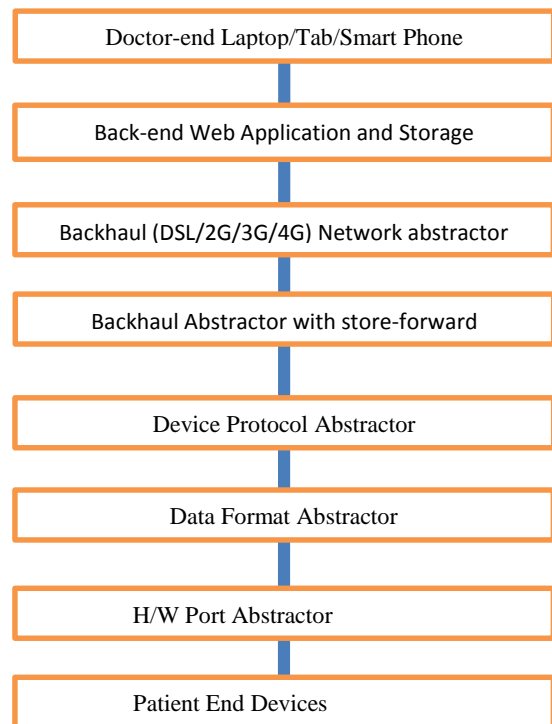 Doctor-end Laptop/Tab/Smart Phone
Back-end Web Application and Storage
Backhaul (DSL/2G/3G/4G) Network abstractor
Backhaul Abstractor with store-forward
Device Protocol Abstractor
Data Format Abstractor
H/W Port Abstractor
Patient End Devices